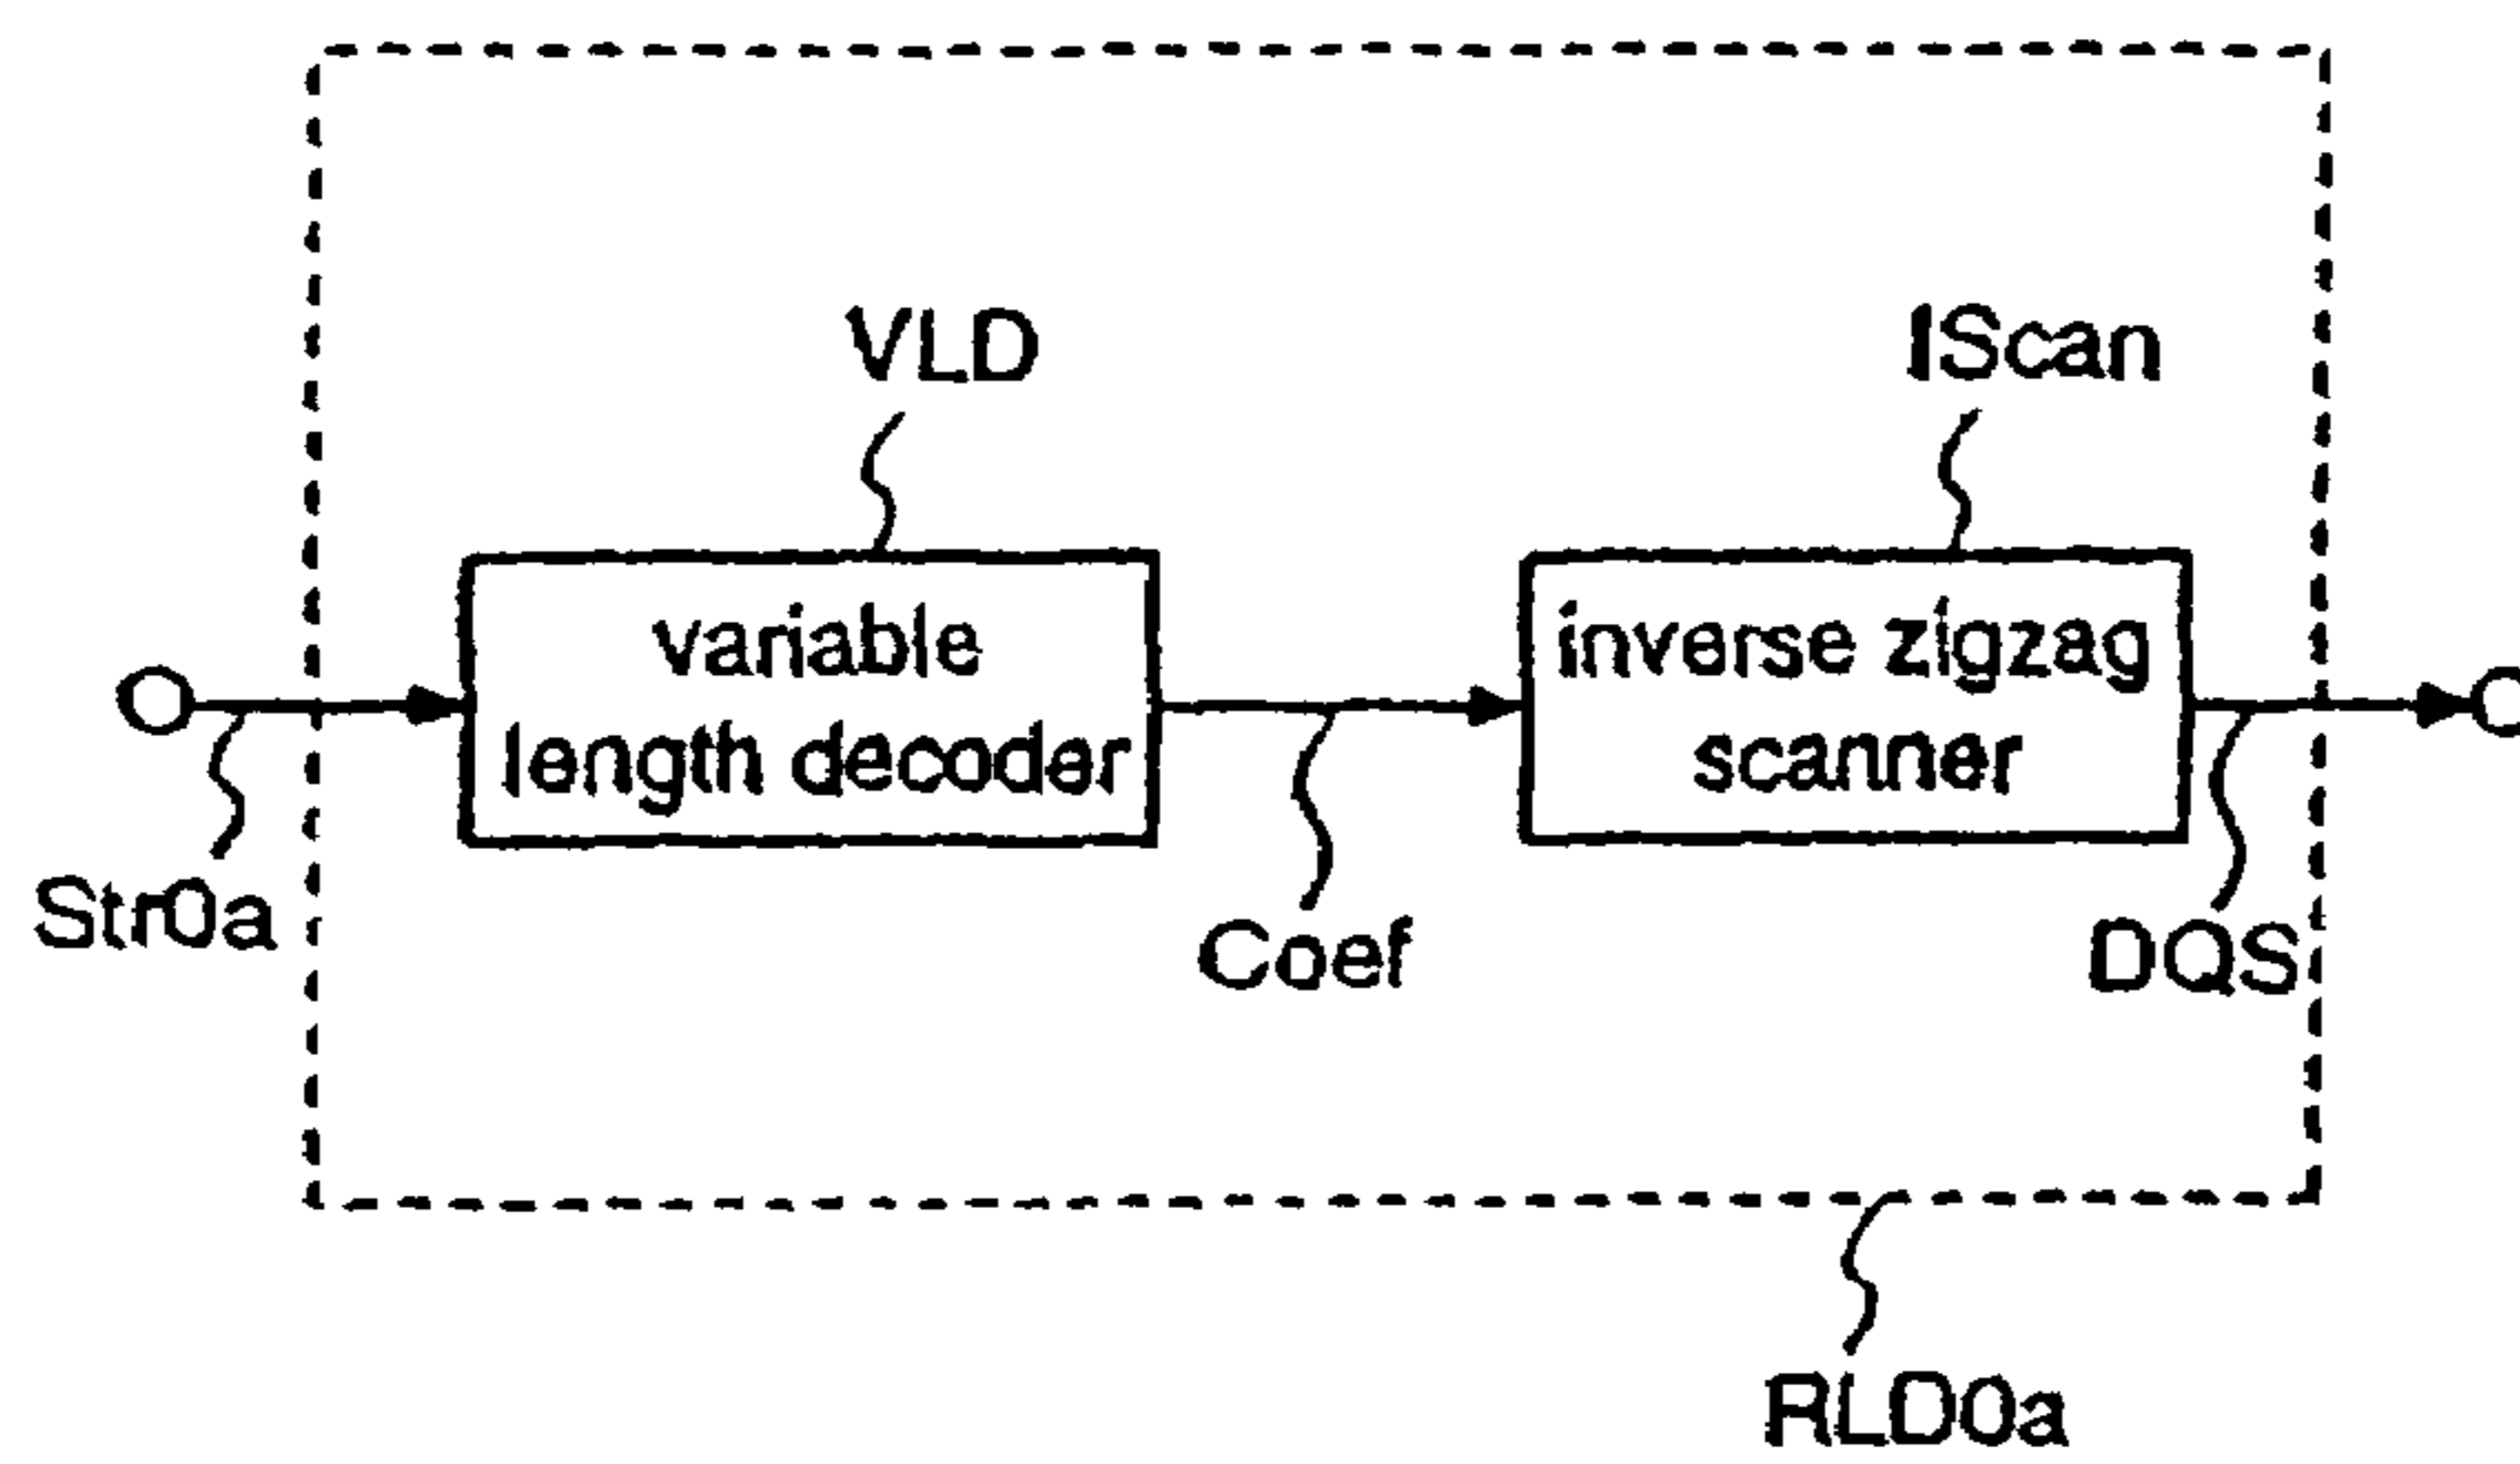 VLD
IScan
variable
length decoder
inverse zigzag
scanner
Str0a
Coef
DQS
RLD0a